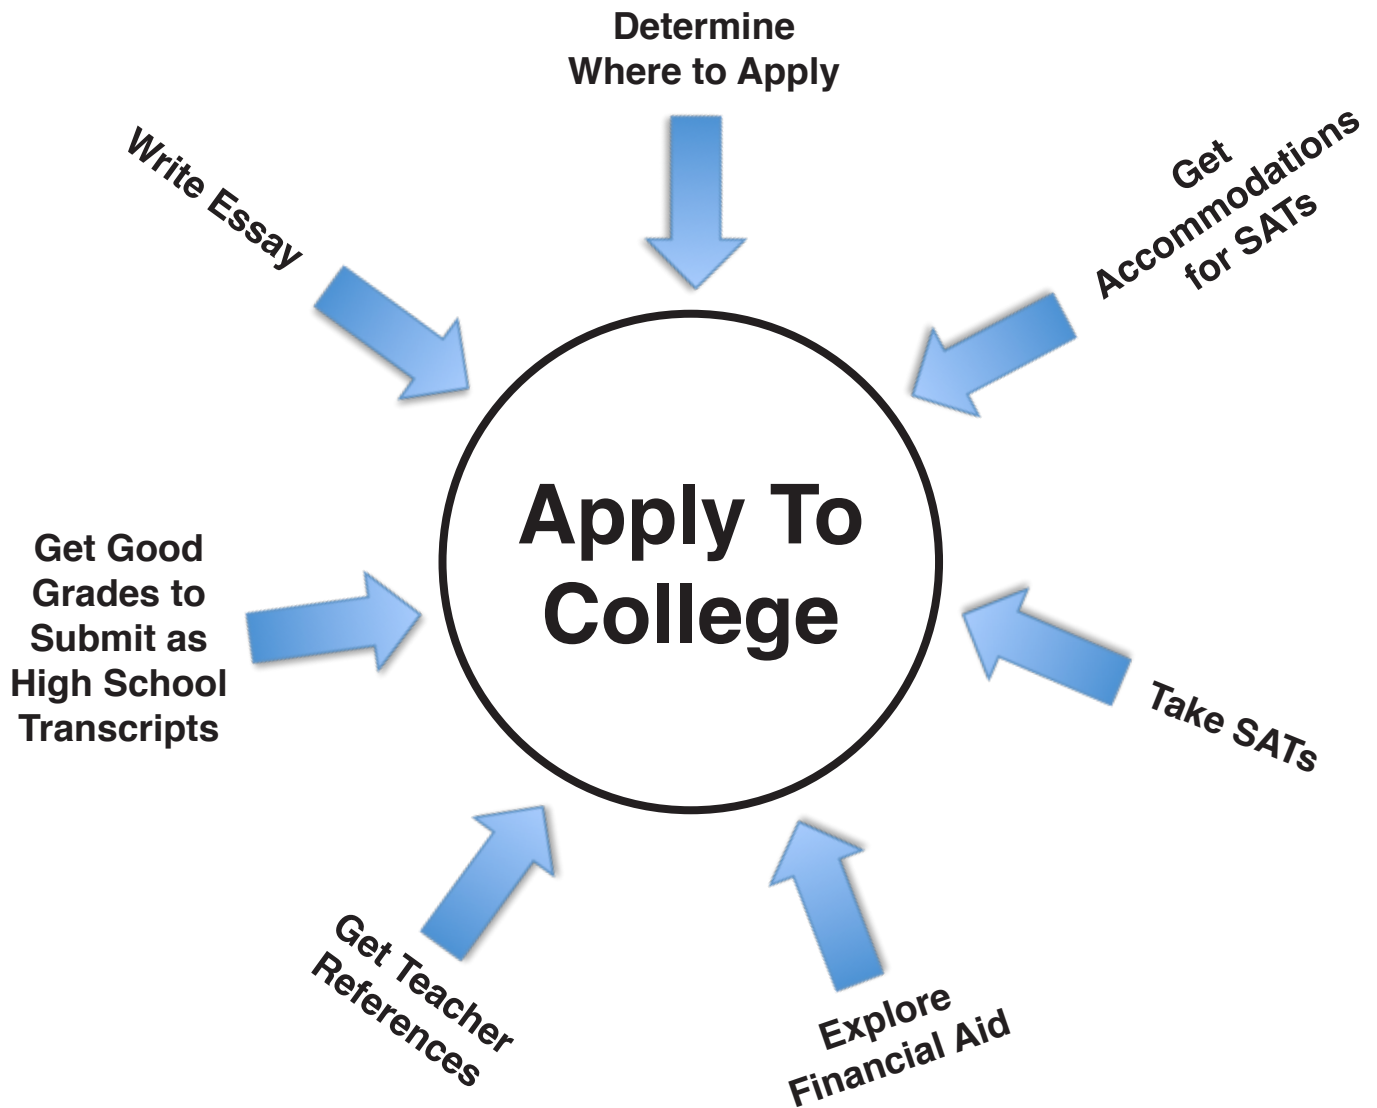 Determine
Where to Apply
Get
Accommodations
for SATs
Write Essay
Apply To
College
Get Good
Grades to
Submit as
High School
Transcripts
Take SATs
Get Teacher
References
Explore
Financial Aid